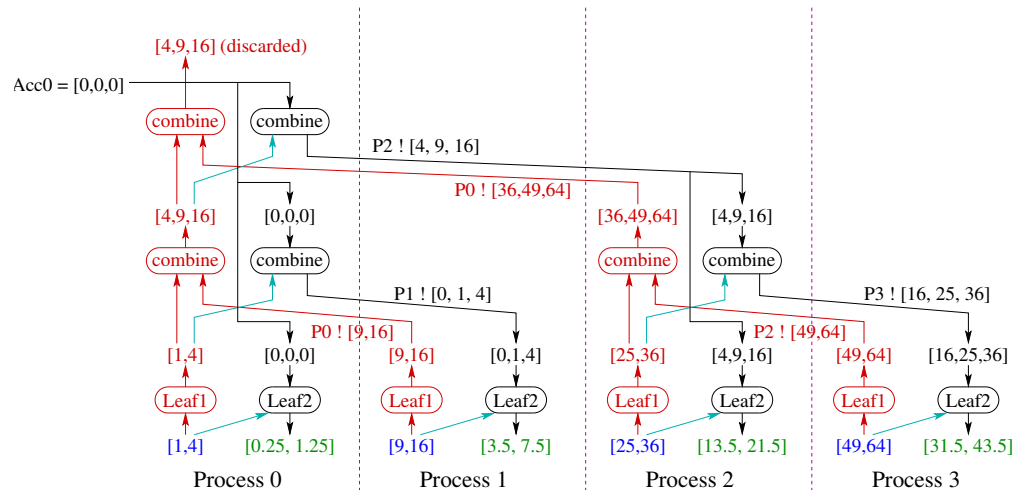 [4,9,16] (discarded)
Acc0 = [0,0,0]
combine combine
P2 ! [4, 9, 16]
P0 ! [36,49,64]
[4,9,16] [0,0,0] [36,49,64] [4,9,16]
combine combine combine combine
P1 ! [0, 1, 4] P3 ! [16, 25, 36]
P0 ! [9,16] P2 ! [49,64]
[1,4] [0,0,0] [9,16] [0,1,4] [25,36] [4,9,16] [49,64] [16,25,36]
Leaf1 Leaf2 Leaf1 Leaf2 Leaf1 Leaf2 Leaf1 Leaf2
[1,4] [0.25, 1.25] [9,16] [3.5, 7.5] [25,36] [13.5, 21.5] [49,64] [31.5, 43.5]
Process 0 Process 1 Process 2 Process 3